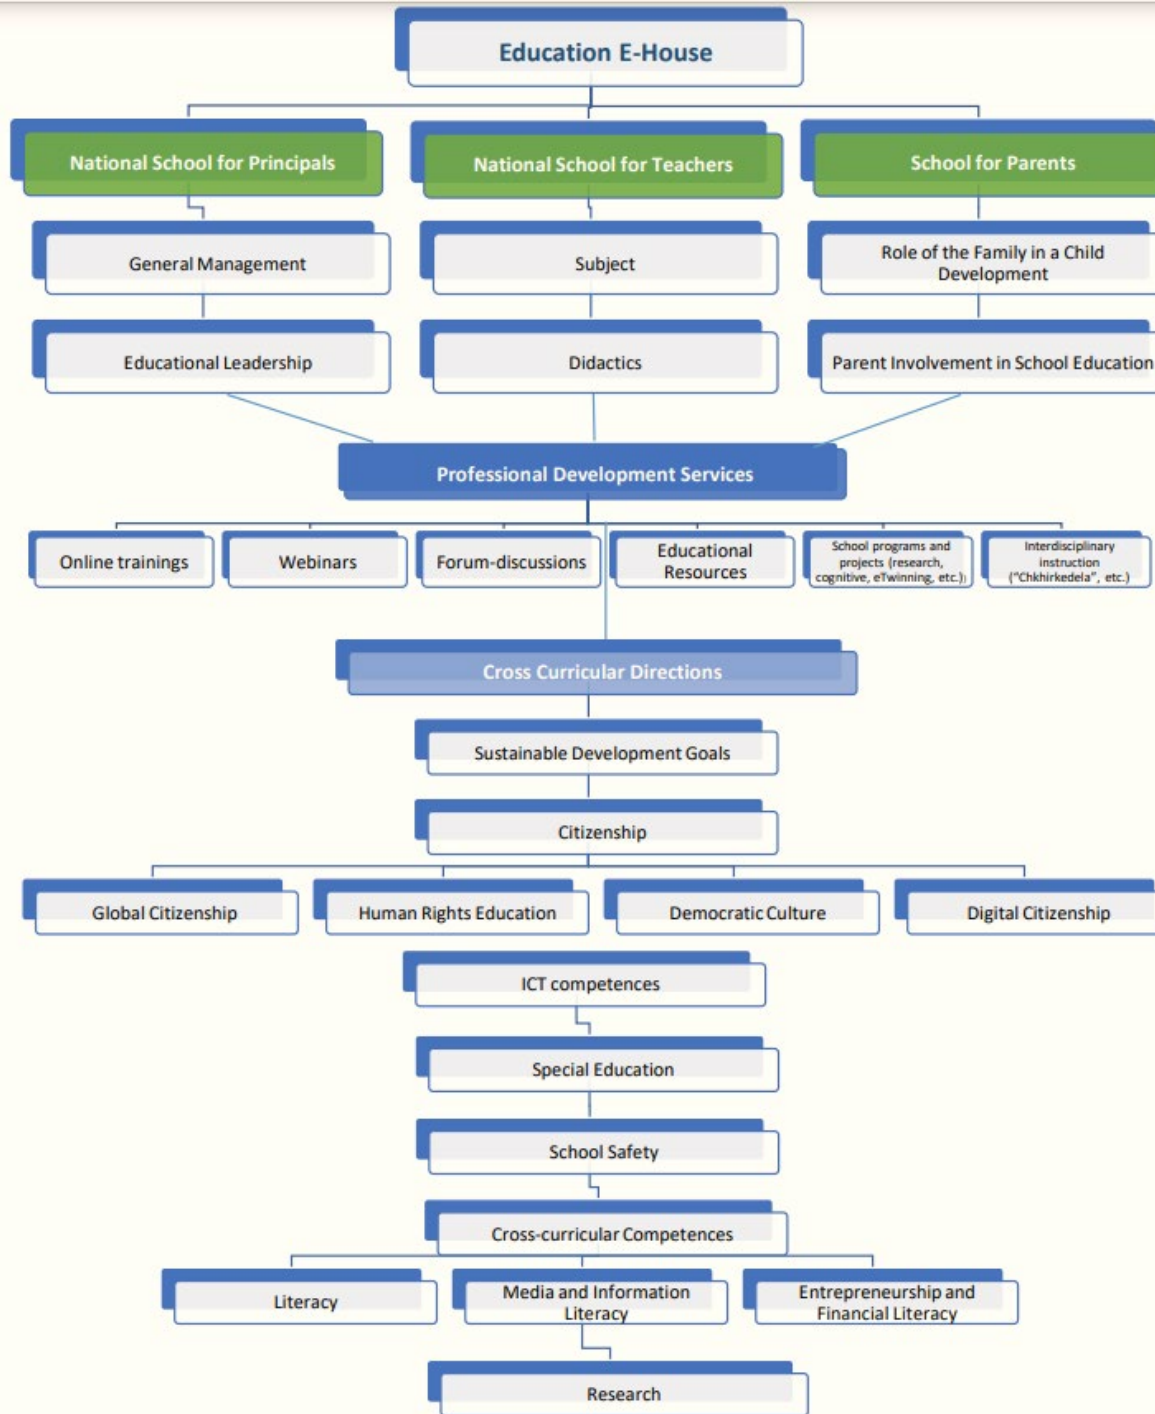 Education E-House
National School for Principals
National School for Teachers
School for Parents
General Management
Subject
Role of the Family in a Child
Development
Educational Leadership
Didactics
Parent Involvement in School Education
Professional Development Services
Online trainings
Webinars
Forum-discussions
Educational
Resources
School programs and
projects (research,
cognitive, eTwinning, etc.))
Interdisciplinary
instruction
("Chkhirkedela", etc.)
Cross Curricular Directions
Sustainable Development Goals
Citizenship
Global Citizenship
Human Rights Education
Democratic Culture
Digital Citizenship
ICT competences
Special Education
School Safety
Cross-curricular Competences
Literacy
Media and Information
Literacy
Entrepreneurship and
Financial Literacy
Research